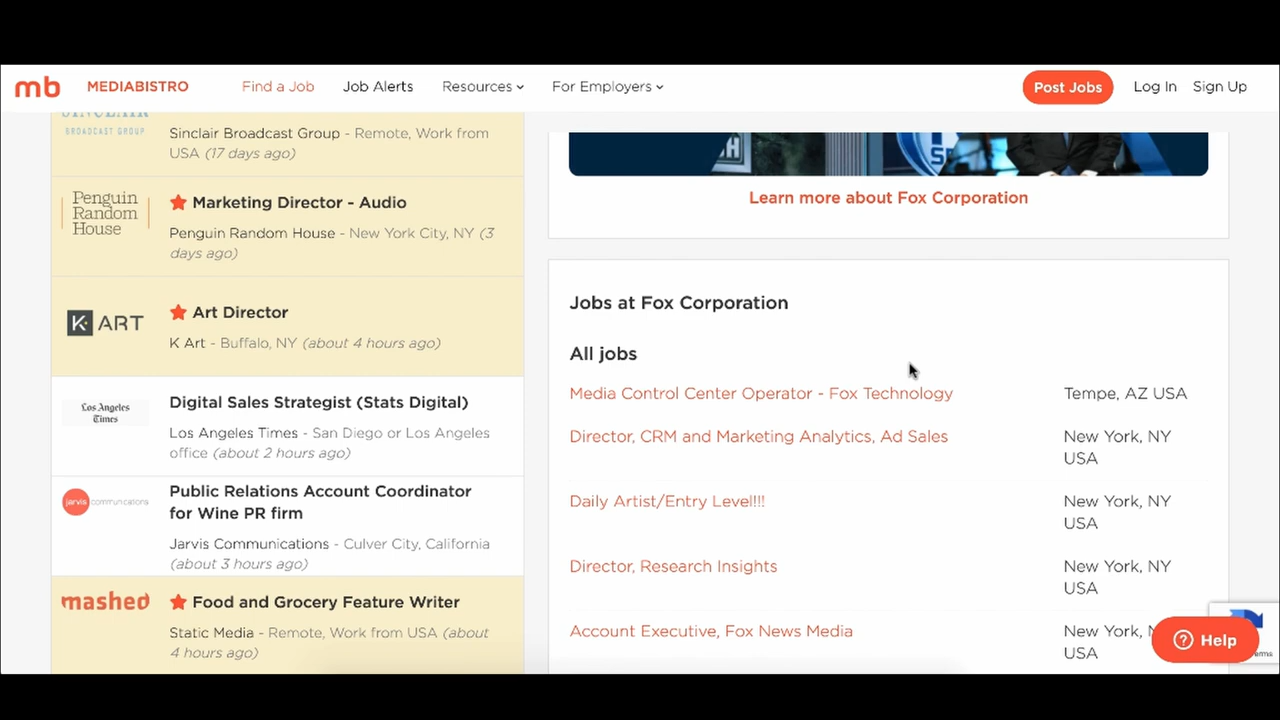 mb MEDIABISTRO Find a Job Job Alerts Resources For Employers Post Jobs Log In Sign Up
BROADCAST GROUP
Sinclair Broadcast Group - Remote, Work from
USA (17 days ago)
Penguin
Random
House
Marketing Director - Audio
Penguin Random House - New York City, NY (3
days ago)
K ART
Art Director
K Art - Buffalo, NY (about 4 hours ago)
Los Angeles
Times
Digital Sales Strategist (Stats Digital)
Los Angeles Times - San Diego or Los Angeles
office (about 2 hours ago)
jarvis communications
Public Relations Account Coordinator
for Wine PR firm
Jarvis Communications - Culver City, California
(about 3 hours ago)
mashed
Food and Grocery Feature Writer
Static Media - Remote, Work from USA (about
4 hours ago)
Learn more about Fox Corporation
Jobs at Fox Corporation
All jobs
Media Control Center Operator - Fox Technology Tempe, AZ USA
Director, CRM and Marketing Analytics, Ad Sales New York, NY
USA
Daily Artist/Entry Level!!! New York, NY
USA
Director, Research Insights New York, NY
USA
Account Executive, Fox News Media New York,
USA
? Help